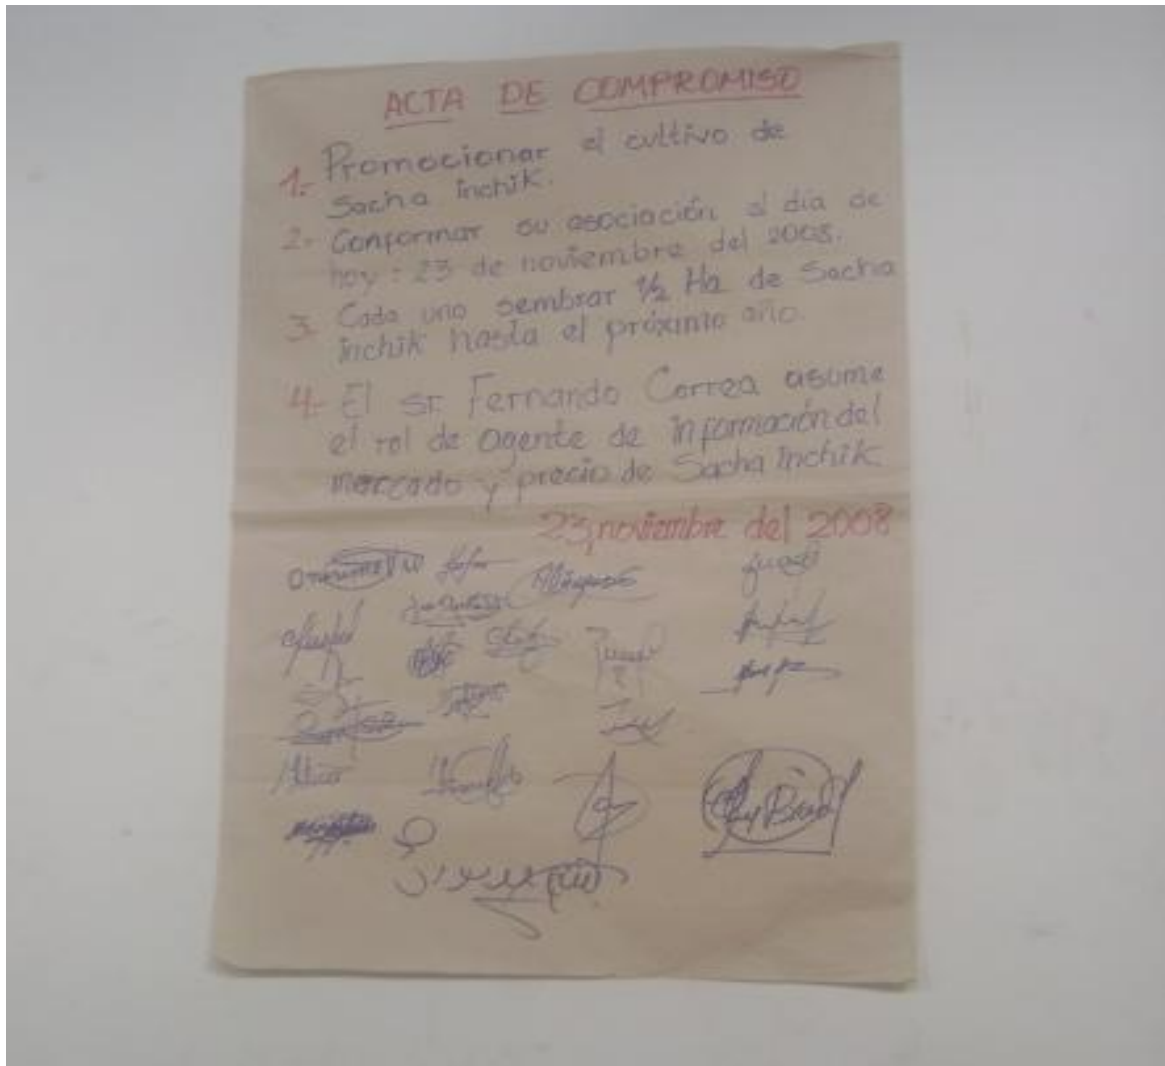 ACTA DE COMPROMISO
1.- Promocionar el cultivo de
Sacha inchik.
2.- Conformar su asociación el día de
hoy : 23 de noviembre del 2008.
3. Cada uno sembrar 1/2 Ha de Sacha
inchik hasta el próximo año.
4.- El sr. Fernando Correa asume
el rol de agente de información del
mercado y precio de Sacha Inchik
23, noviembre del 2008